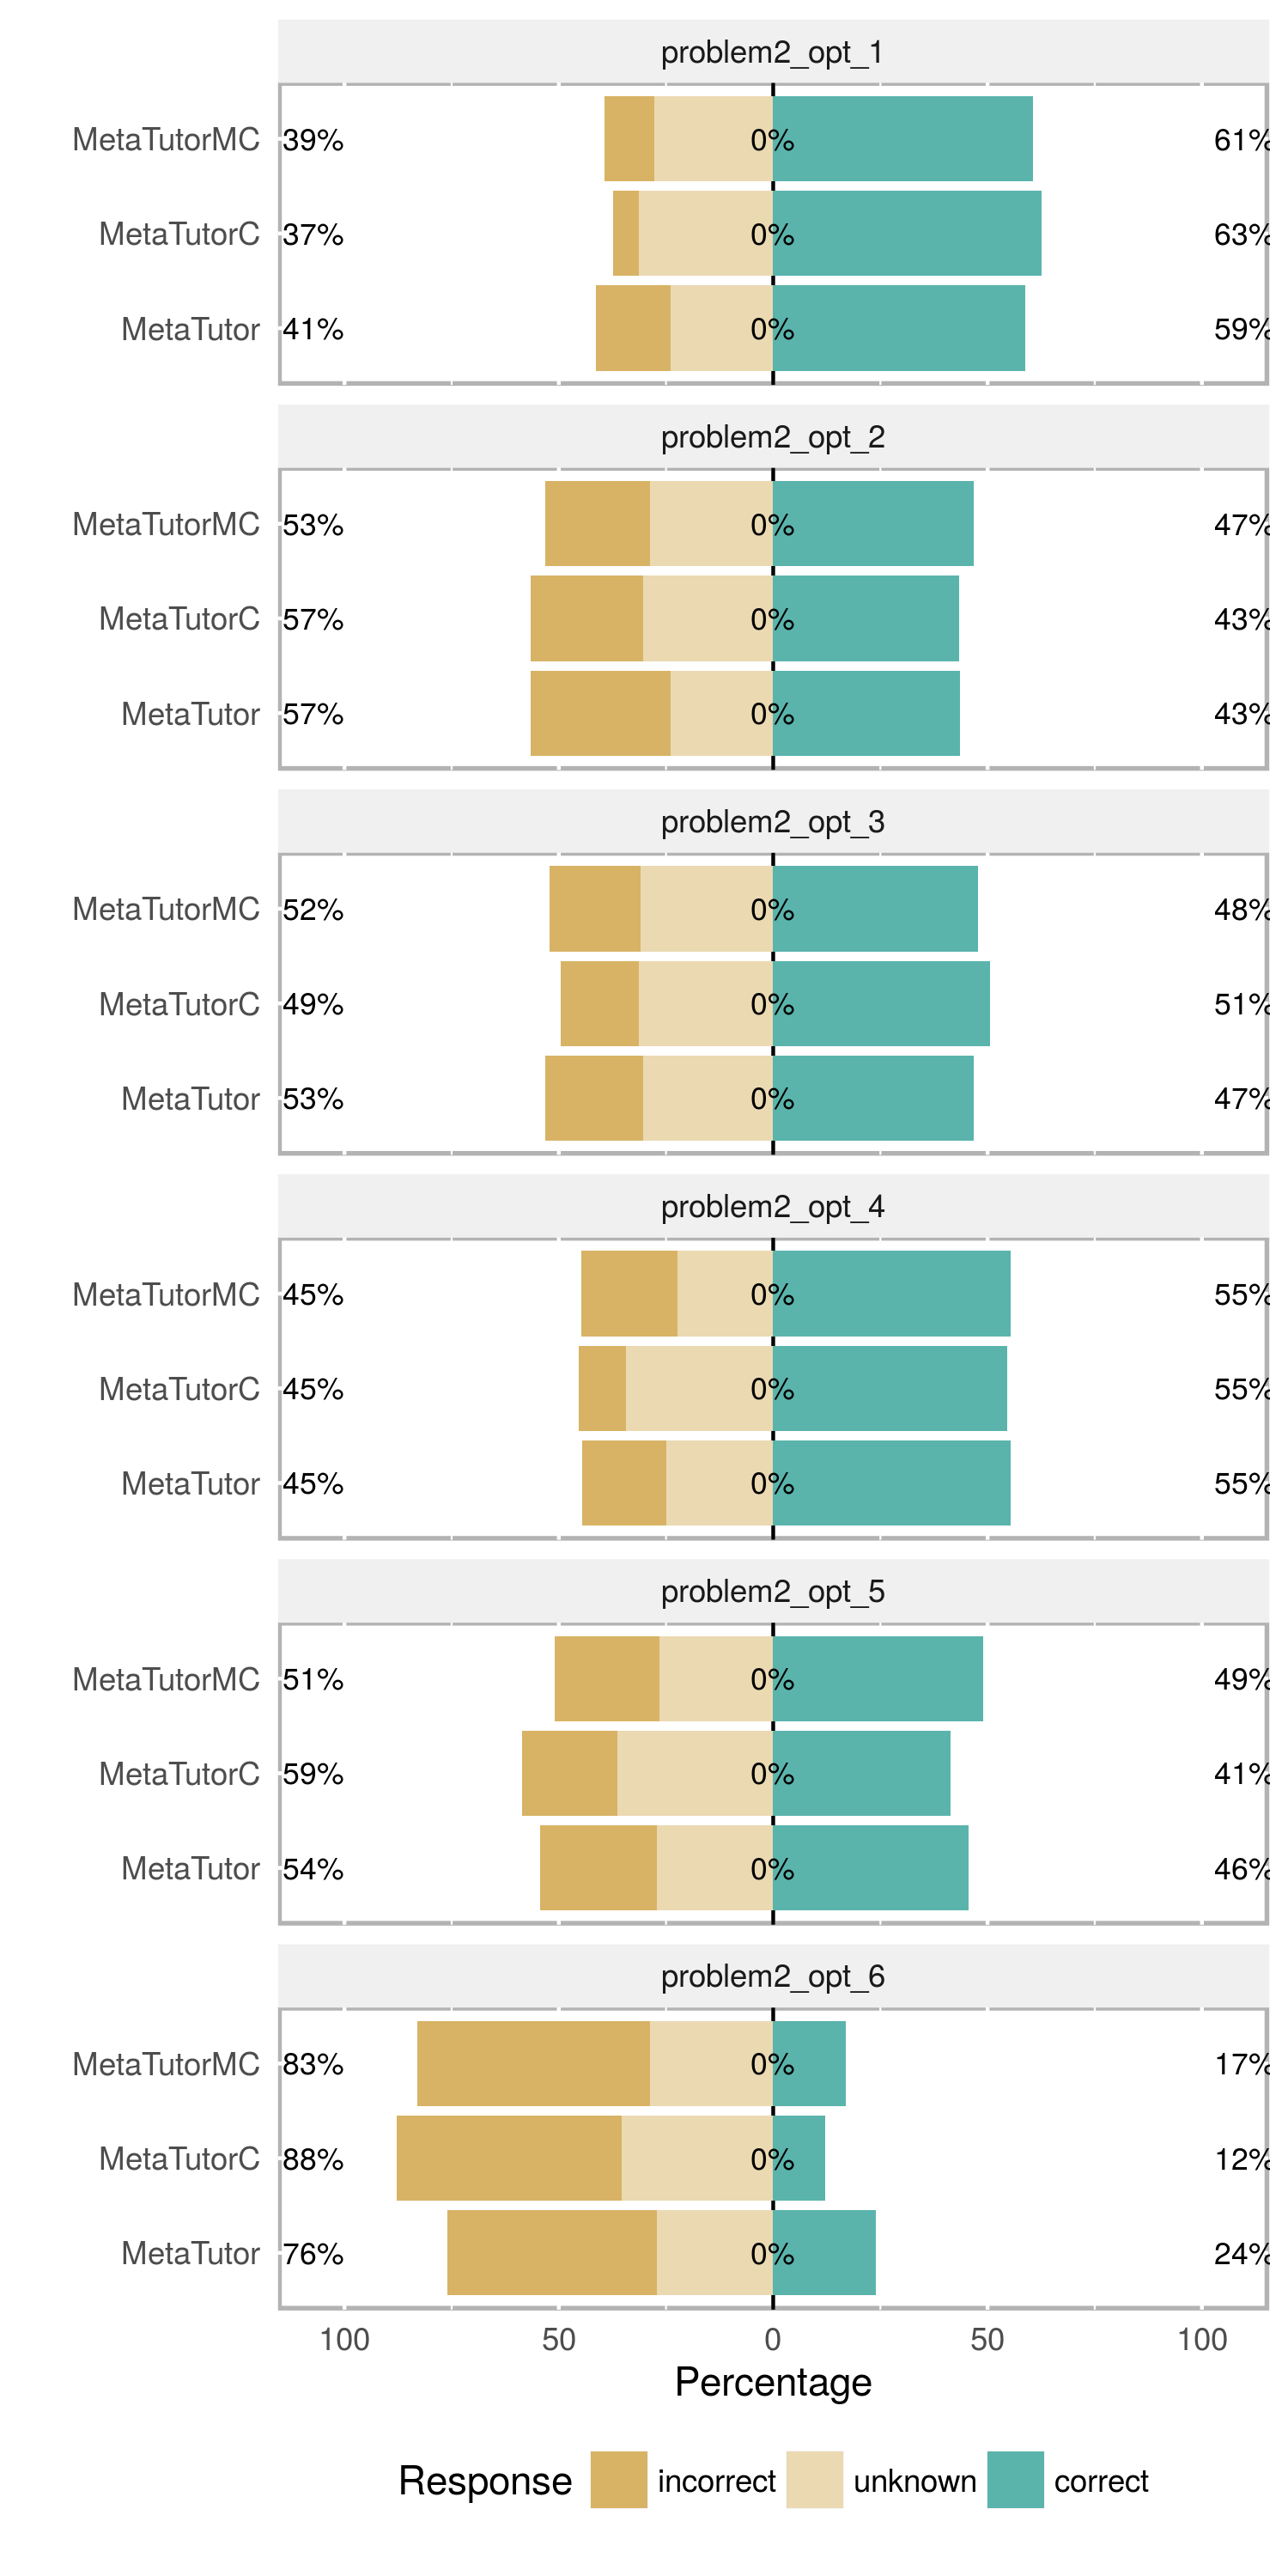 problem2_opt_1
MetaTutorMC 39% 0% 61%
MetaTutorC 37% 0% 63%
MetaTutor 41% 0% 59%
problem2_opt_2
MetaTutorMC 53% 0% 47%
MetaTutorC 57% 0% 43%
MetaTutor 57% 0% 43%
problem2_opt_3
MetaTutorMC 52% 0% 48%
MetaTutorC 49% 0% 51%
MetaTutor 53% 0% 47%
problem2_opt_4
MetaTutorMC 45% 0% 55%
MetaTutorC 45% 0% 55%
MetaTutor 45% 0% 55%
problem2_opt_5
MetaTutorMC 51% 0% 49%
MetaTutorC 59% 0% 41%
MetaTutor 54% 0% 46%
problem2_opt_6
MetaTutorMC 83% 0% 17%
MetaTutorC 88% 0% 12%
MetaTutor 76% 0% 24%
100 50 0 50 100
Percentage
Response incorrect unknown correct